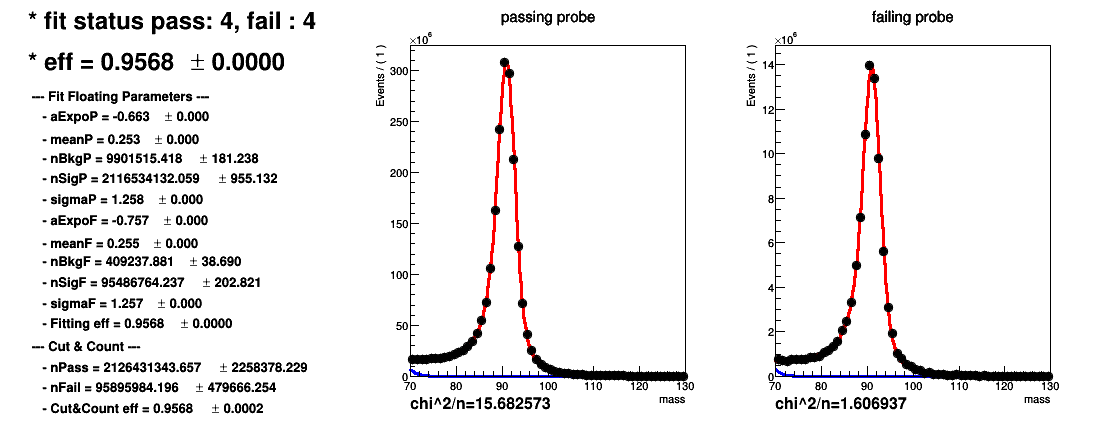 * fit status pass: 4, fail : 4
* eff = 0.9568 ± 0.0000
--- Fit Floating Parameters ---
- aExpoP = -0.663 ± 0.000
- meanP = 0.253 ± 0.000
- nBkgP = 9901515.418 ± 181.238
- nSigP = 2116534132.059 ± 955.132
- sigmaP = 1.258 ± 0.000
- aExpoF = -0.757 ± 0.000
- meanF = 0.255 ± 0.000
- nBkgF = 409237.881 ± 38.690
- nSigF = 95486764.237 ± 202.821
- sigmaF = 1.257 ± 0.000
- Fitting eff = 0.9568 ± 0.0000
--- Cut & Count ---
- nPass = 2126431343.657 ± 2258378.229
- nFail = 95895984.196 ± 479666.254
- Cut&Count eff = 0.9568 ± 0.0002
passing probe
×10⁶
Events / ( 1 )
300
250
200
150
100
50
0
70 80 90 100 110 120 130
mass
chi^2/n=15.682573
failing probe
×10⁶
Events / ( 1 )
14
12
10
8
6
4
2
0
70 80 90 100 110 120 130
mass
chi^2/n=1.606937